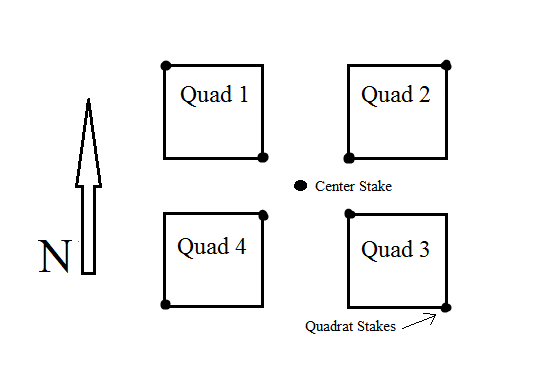 Quad 1
Quad 2
Center Stake
N
Quad 4
Quad 3
Quadrat Stakes